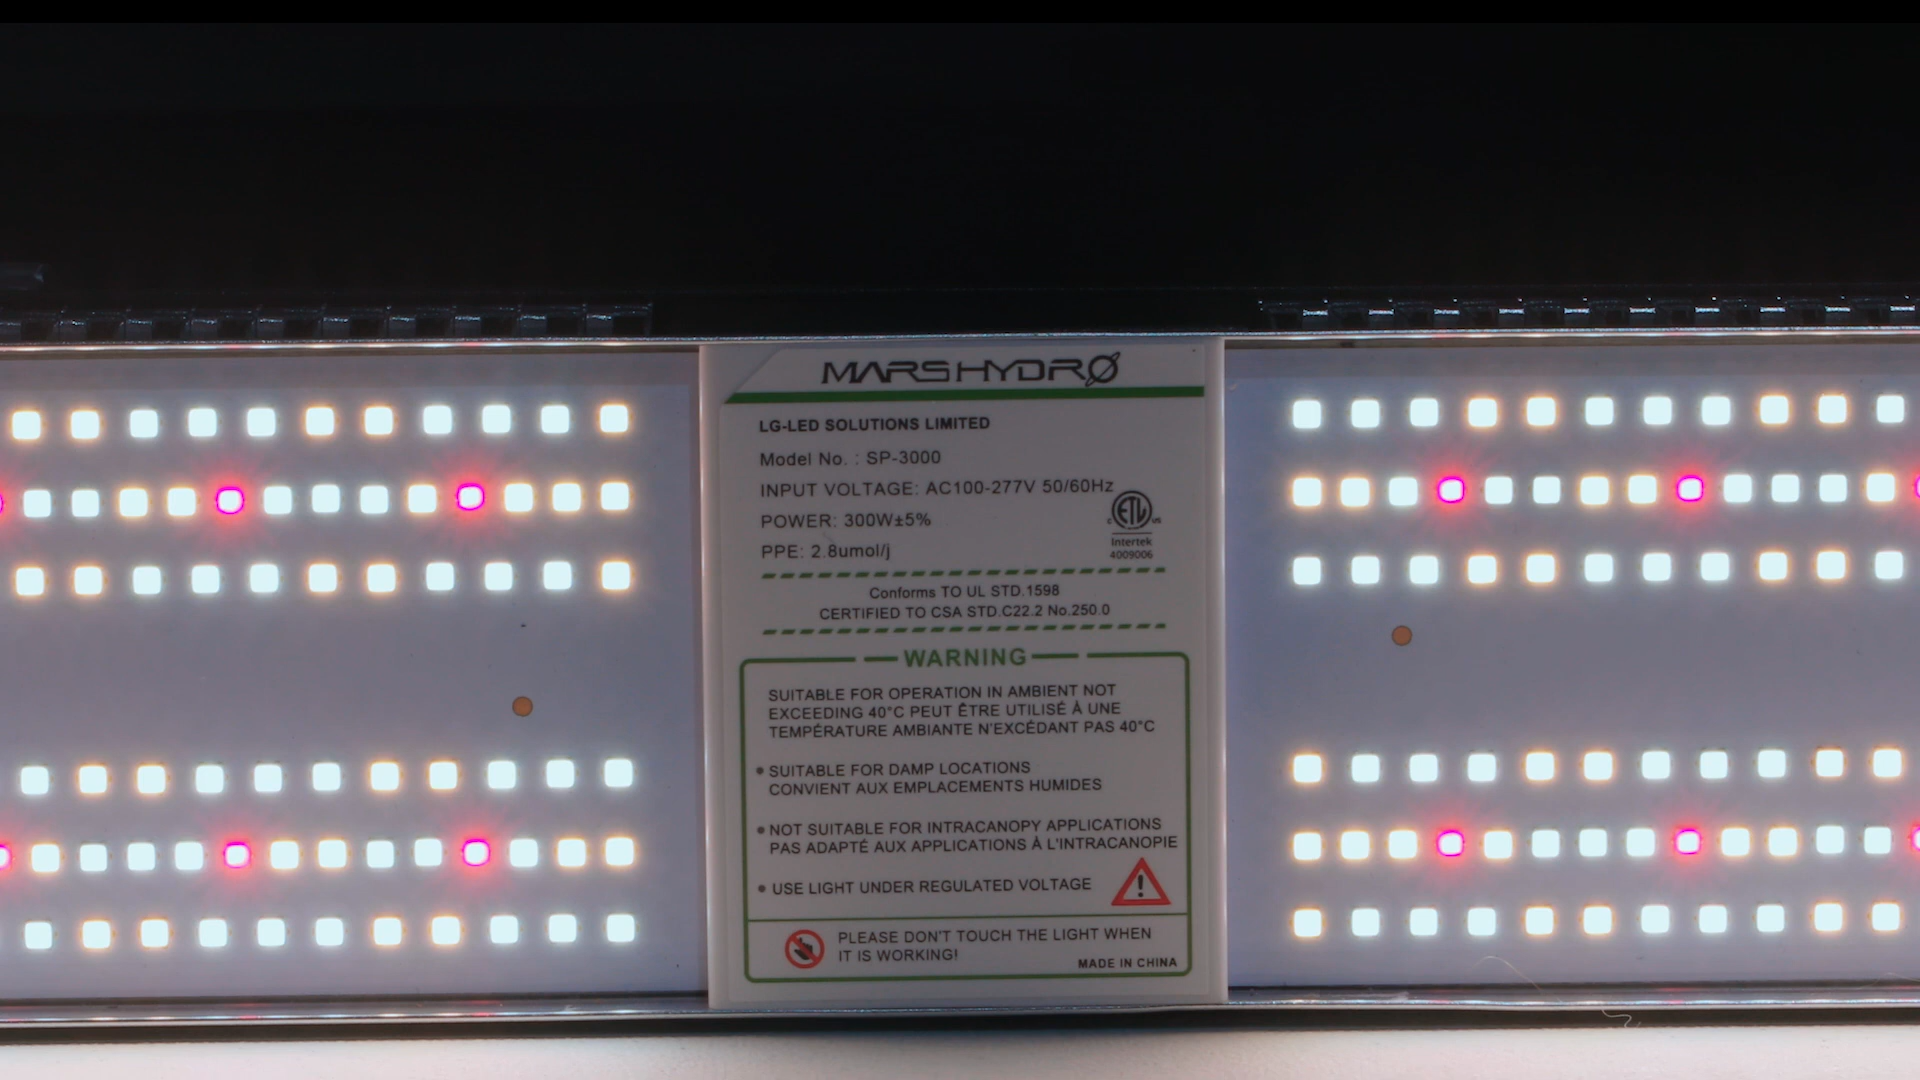 MARSHYDRO
LG-LED SOLUTIONS LIMITED
Model No. : SP-3000
INPUT VOLTAGE: AC100-277V 50/60Hz
POWER: 300W±5%
PPE: 2.8umol/j
C ETL US
Intertek
4009006
Conforms TO UL STD.1598
CERTIFIED TO CSA STD.C22.2 No.250.0
WARNING
SUITABLE FOR OPERATION IN AMBIENT NOT
EXCEEDING 40°C PEUT ÊTRE UTILISÉ À UNE
TEMPÉRATURE AMBIANTE N'EXCÉDANT PAS 40°C
• SUITABLE FOR DAMP LOCATIONS
CONVIENT AUX EMPLACEMENTS HUMIDES
• NOT SUITABLE FOR INTRACANOPY APPLICATIONS
PAS ADAPTÉ AUX APPLICATIONS À L'INTRACANOPIE
• USE LIGHT UNDER REGULATED VOLTAGE
PLEASE DON'T TOUCH THE LIGHT WHEN
IT IS WORKING!
MADE IN CHINA